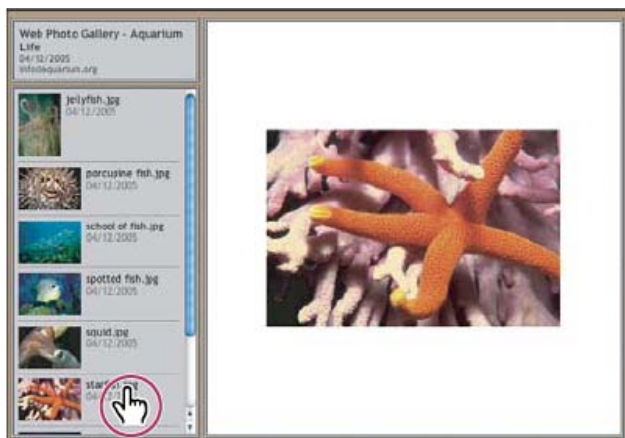 Web Photo Gallery - Aquarium
Life
04/12/2005
info@aquarium.org
jellyfish.jpg
04/12/2005
porcupine fish.jpg
04/12/2005
school of fish.jpg
04/12/2005
spotted fish.jpg
04/12/2005
squid.jpg
04/12/2005